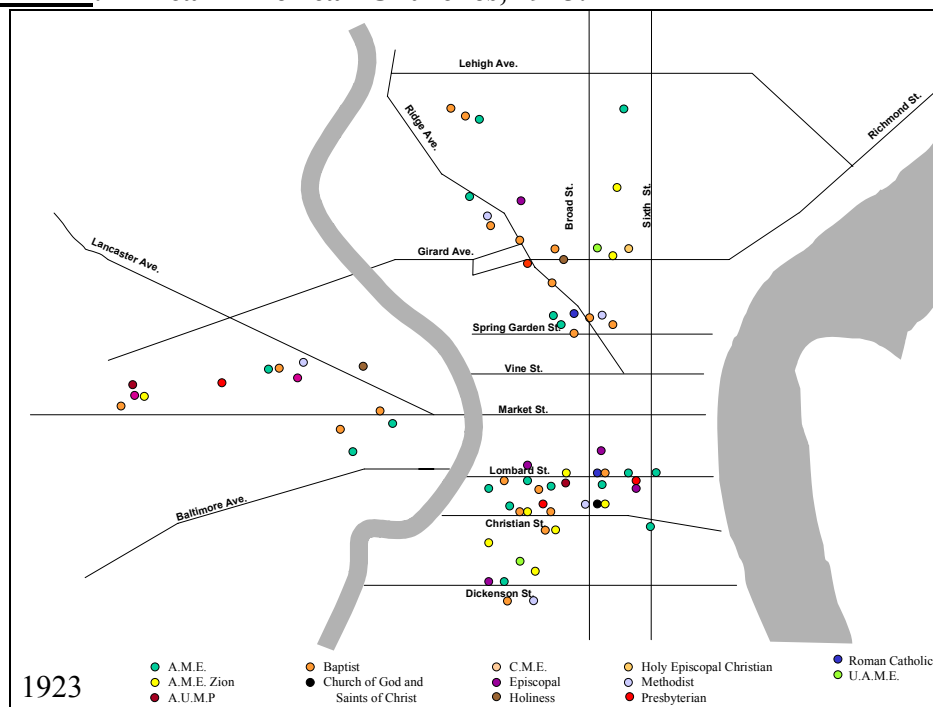 Lehigh Ave.
Richmond St.
Ridge Ave.
Broad St.
Sixth St.
Lancaster Ave.
Girard Ave.
Spring Garden St.
Vine St.
Market St.
Lombard St.
Baltimore Ave.
Christian St.
Dickenson St.
1923
A.M.E.
A.M.E. Zion
A.U.M.P
Baptist
Church of God and
Saints of Christ
C.M.E.
Episcopal
Holiness
Holy Episcopal Christian
Methodist
Presbyterian
Roman Catholic
U.A.M.E.